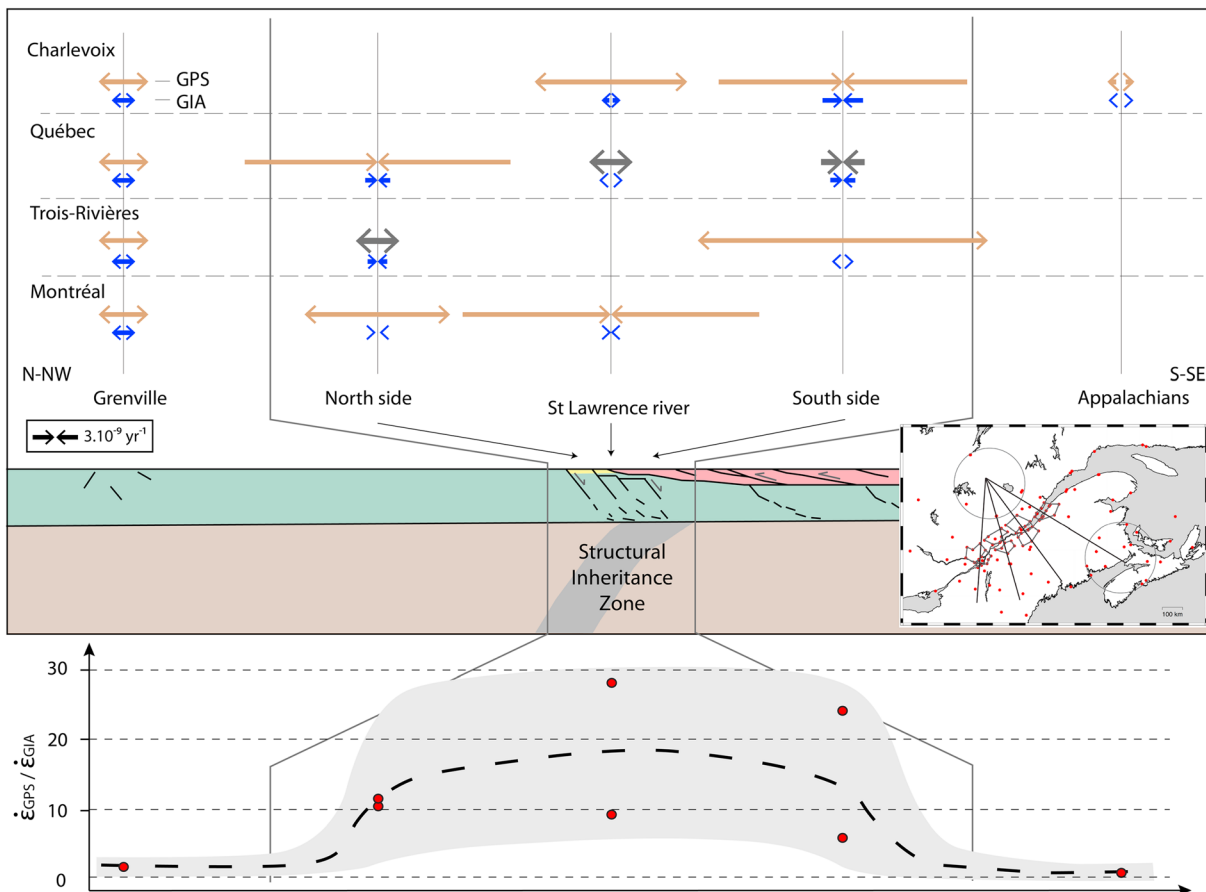 Charlevoix
GPS
GIA
Québec
Trois-Rivières
Montréal
N-NW
S-SE
Grenville
North side
St Lawrence river
South side
Appalachians
3.10⁻⁹ yr⁻¹
Structural
Inheritance
Zone
100 km
30
20
10
0
ε̇GPS / ε̇GIA